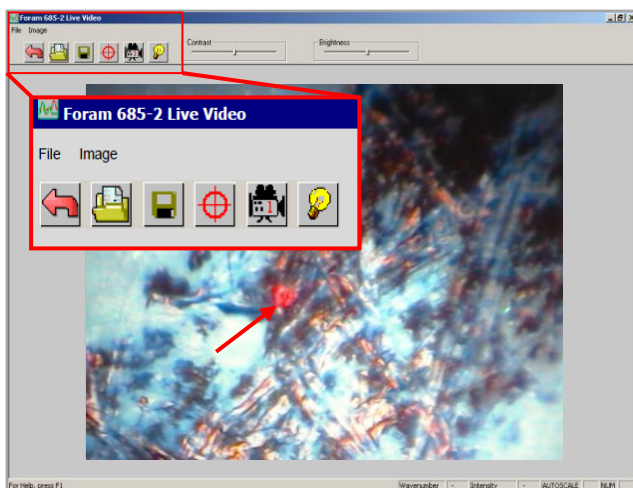 Foram 685-2 Live Video
File Image
Contrast
Brightness
Foram 685-2 Live Video
File Image
1
For Help, press F1
Wavenumber - Intensity - AUTOSCALE NUM